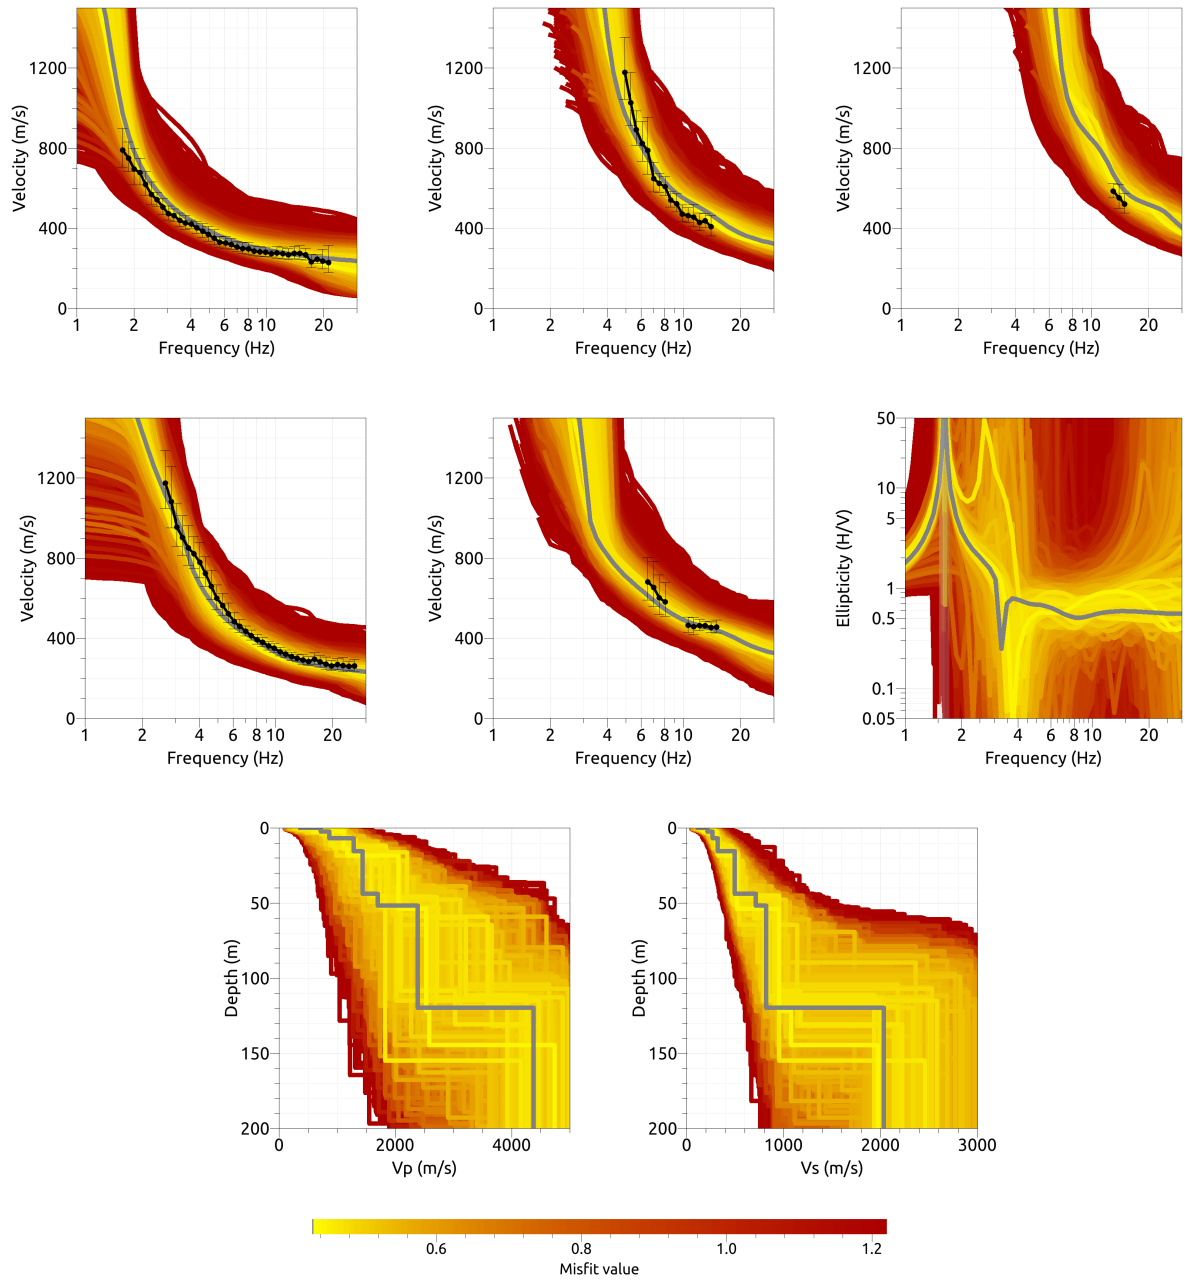 1200
800
400
0
Velocity (m/s)
1 2 4 6 8 10 20
Frequency (Hz)
1200
800
400
0
Velocity (m/s)
1 2 4 6 8 10 20
Frequency (Hz)
1200
800
400
0
Velocity (m/s)
1 2 4 6 8 10 20
Frequency (Hz)
1200
800
400
0
Velocity (m/s)
1 2 4 6 8 10 20
Frequency (Hz)
1200
800
400
0
Velocity (m/s)
1 2 4 6 8 10 20
Frequency (Hz)
50
10
5
1
0.5
0.1
0.05
Ellipticity (H/V)
1 2 4 6 8 10 20
Frequency (Hz)
0
50
100
150
200
Depth (m)
0 2000 4000
Vp (m/s)
0
50
100
150
200
Depth (m)
0 1000 2000 3000
Vs (m/s)
0.6 0.8 1.0 1.2
Misfit value